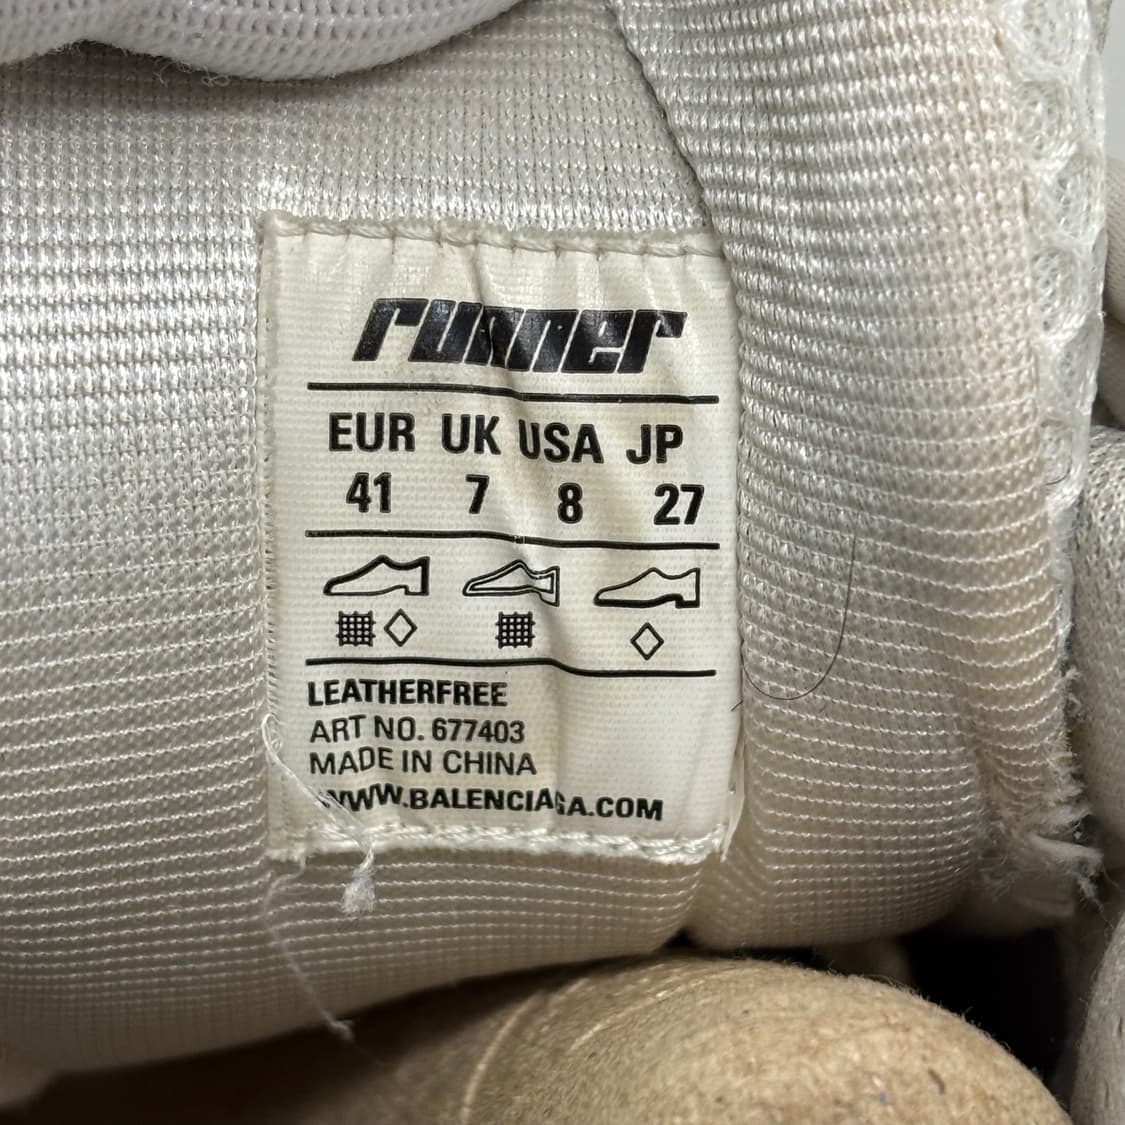 runner
EUR UK USA JP
41 7 8 27
LEATHERFREE
ART NO. 677403
MADE IN CHINA
WWW.BALENCIAGA.COM